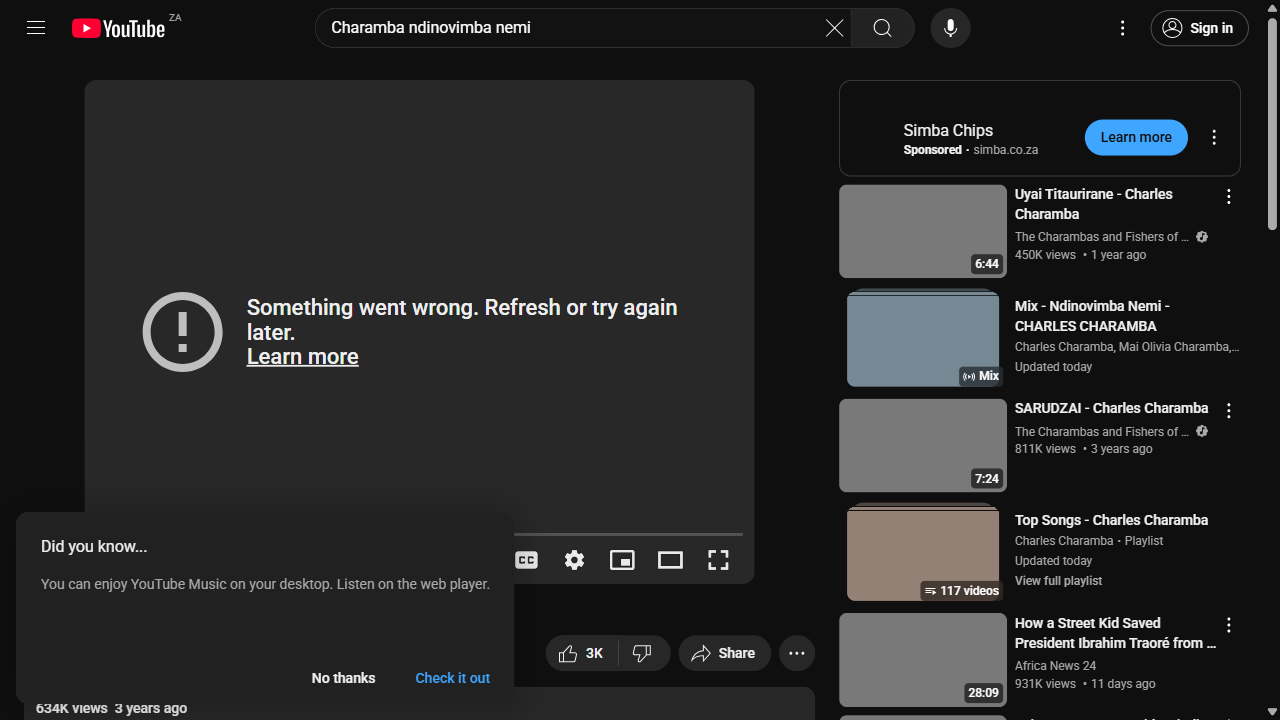 YouTube ZA
Charamba ndinovimba nemi
Sign in
Something went wrong. Refresh or try again
later.
Learn more
CC
Did you know...
You can enjoy YouTube Music on your desktop. Listen on the web player.
No thanks
Check it out
3K
Share
634K views 3 years ago
Simba Chips
Sponsored · simba.co.za
Learn more
6:44
Uyai Titaurirane - Charles
Charamba
The Charambas and Fishers of ...
450K views • 1 year ago
Mix
Mix - Ndinovimba Nemi -
CHARLES CHARAMBA
Charles Charamba, Mai Olivia Charamba,...
Updated today
7:24
SARUDZAI - Charles Charamba
The Charambas and Fishers of ...
811K views • 3 years ago
117 videos
Top Songs - Charles Charamba
Charles Charamba • Playlist
Updated today
View full playlist
28:09
How a Street Kid Saved
President Ibrahim Traoré from ...
Africa News 24
931K views • 11 days ago